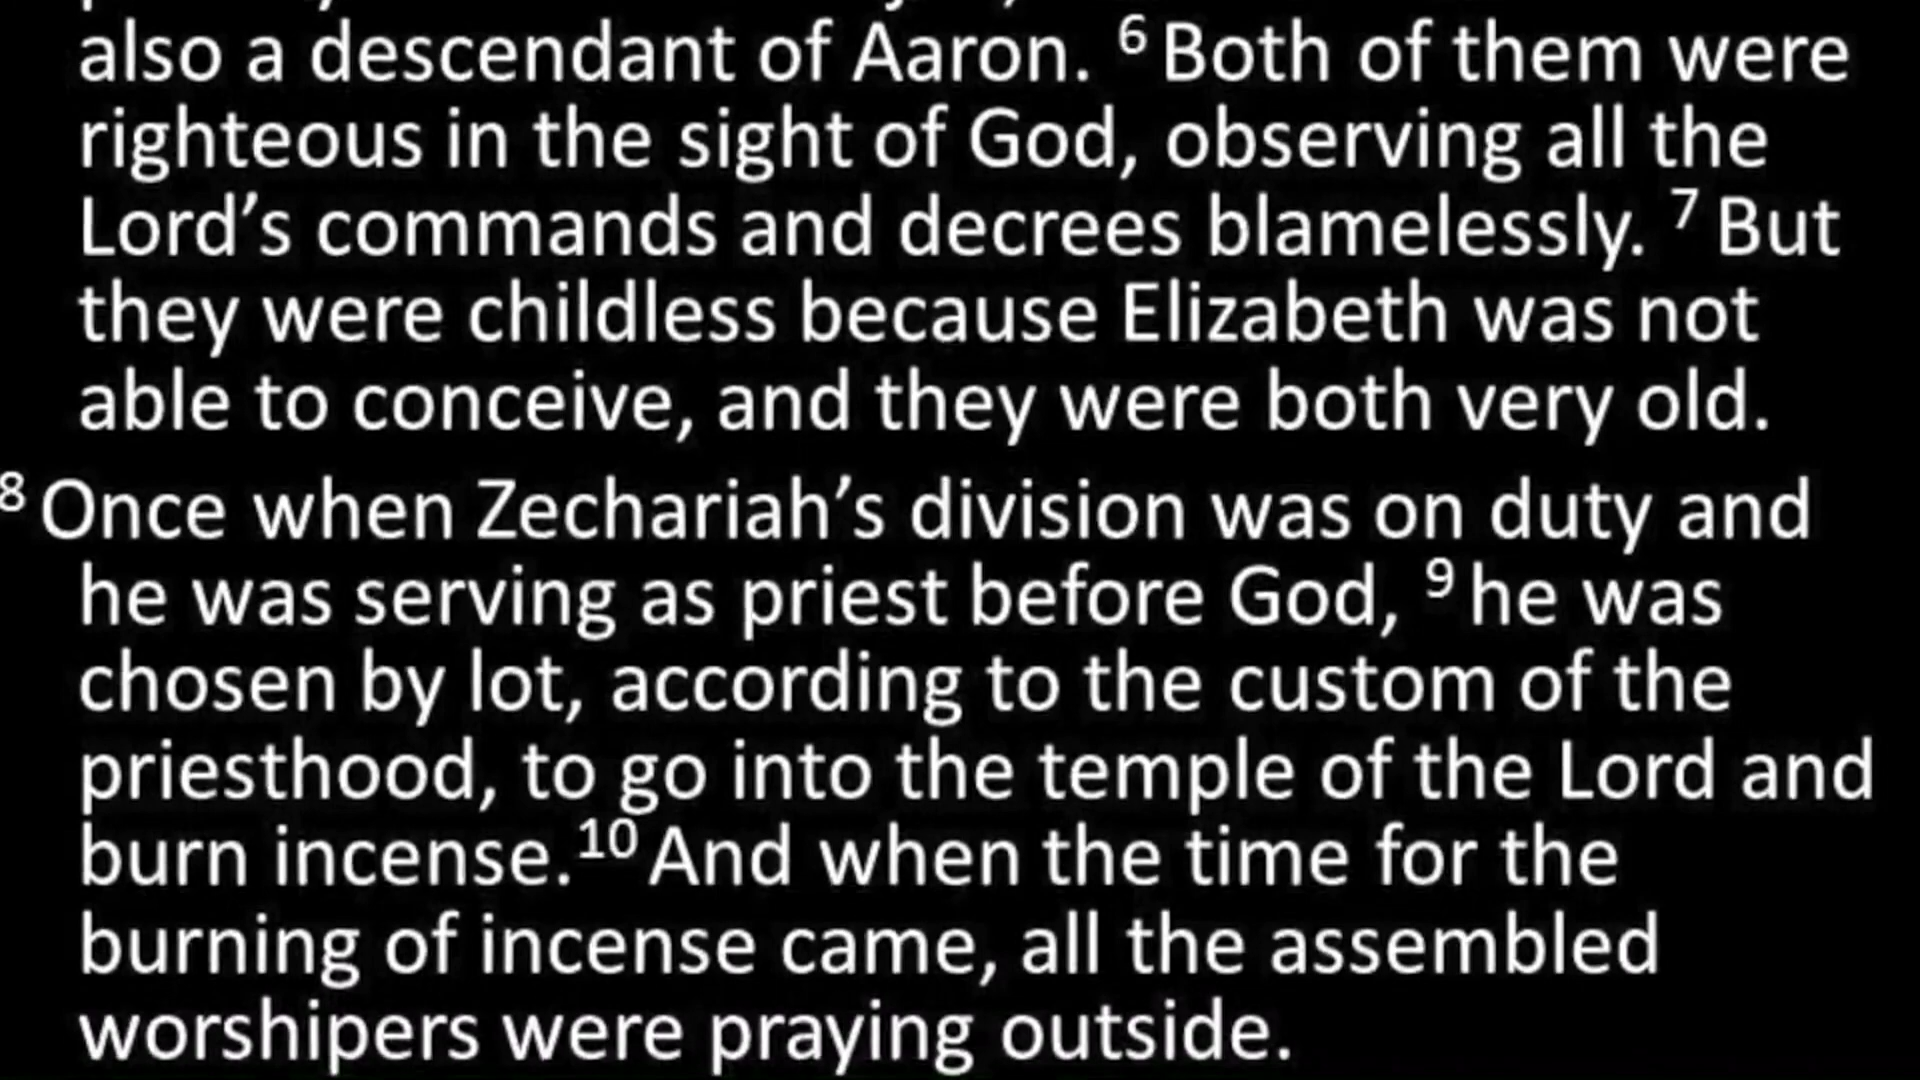 also a descendant of Aaron. 6 Both of them were
righteous in the sight of God, observing all the
Lord’s commands and decrees blamelessly. 7 But
they were childless because Elizabeth was not
able to conceive, and they were both very old.
8 Once when Zechariah’s division was on duty and
he was serving as priest before God, 9 he was
chosen by lot, according to the custom of the
priesthood, to go into the temple of the Lord and
burn incense. 10 And when the time for the
burning of incense came, all the assembled
worshipers were praying outside.